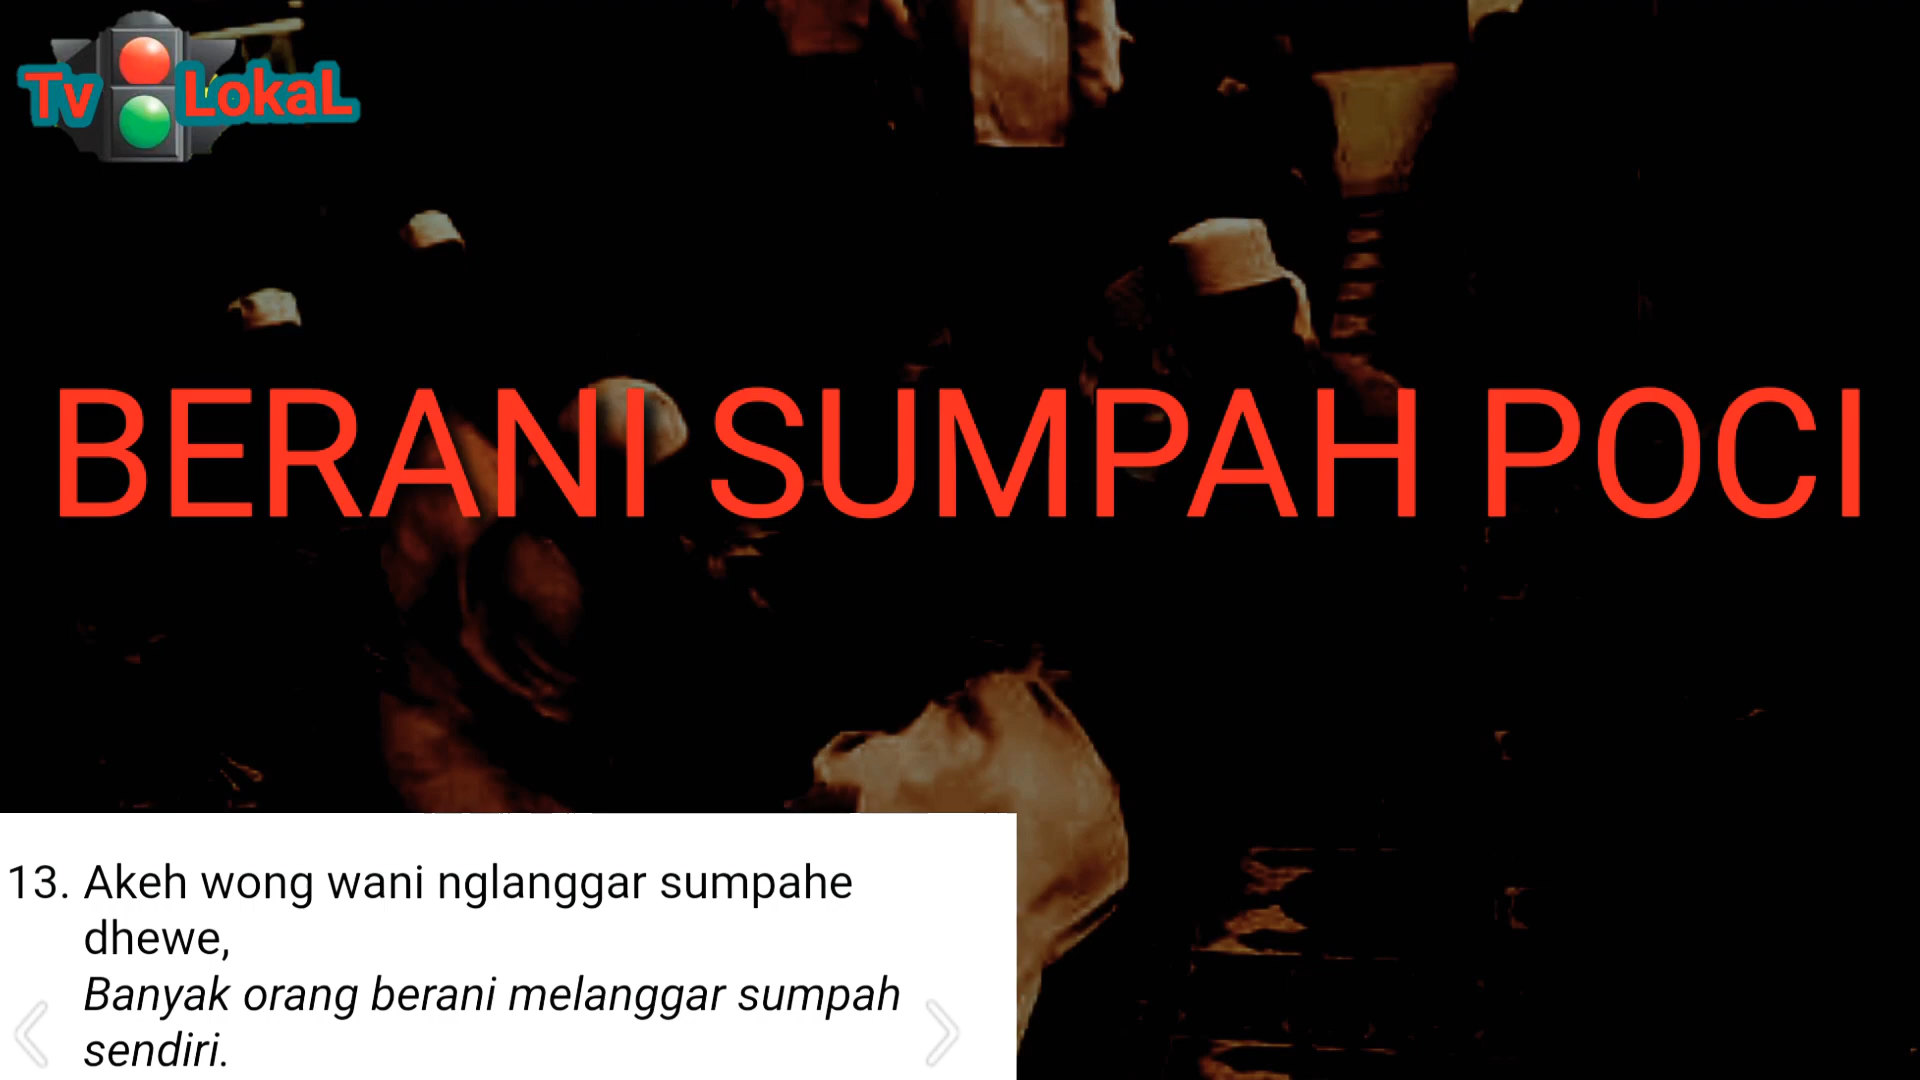 Tv LokaL
BERANI SUMPAH POCI
13. Akeh wong wani nglanggar sumpahe
dhewe,
Banyak orang berani melanggar sumpah
sendiri.